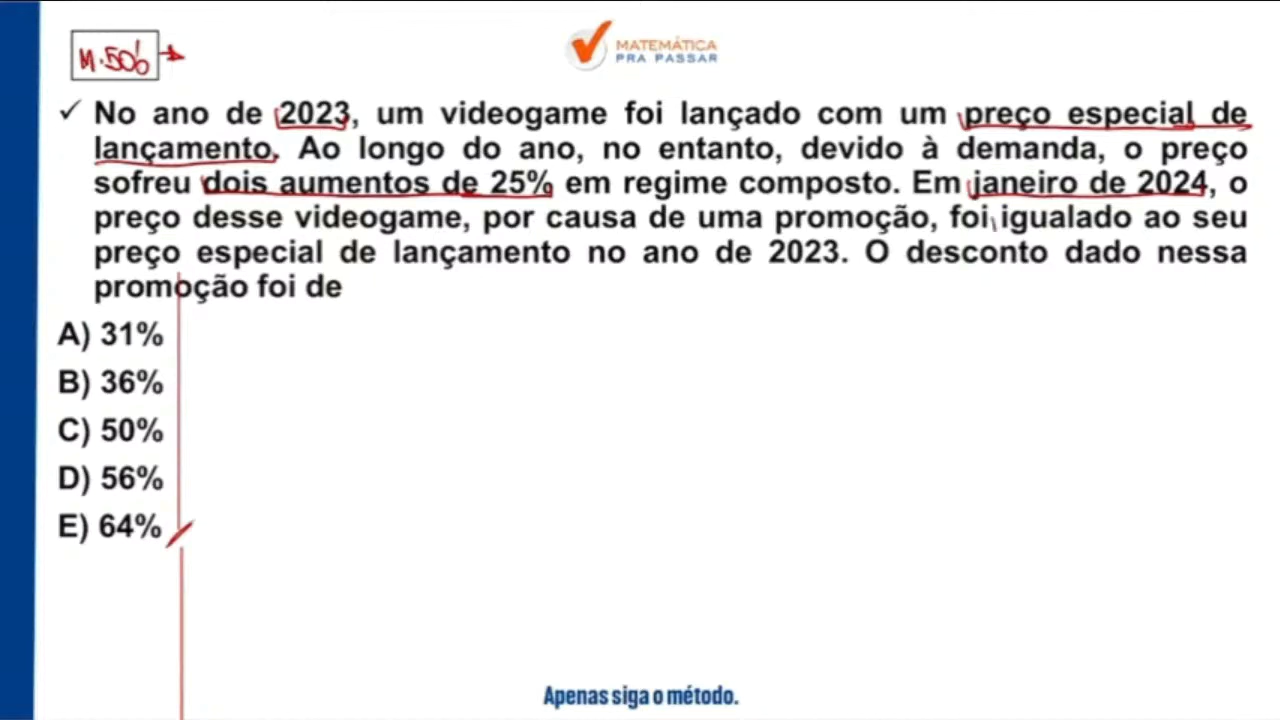 M.50b
MATEMÁTICA
PRA PASSAR
✓ No ano de 2023, um videogame foi lançado com um preço especial de
lançamento. Ao longo do ano, no entanto, devido à demanda, o preço
sofreu dois aumentos de 25% em regime composto. Em janeiro de 2024, o
preço desse videogame, por causa de uma promoção, foi igualado ao seu
preço especial de lançamento no ano de 2023. O desconto dado nessa
promoção foi de
A) 31%
B) 36%
C) 50%
D) 56%
E) 64%
Apenas siga o método.